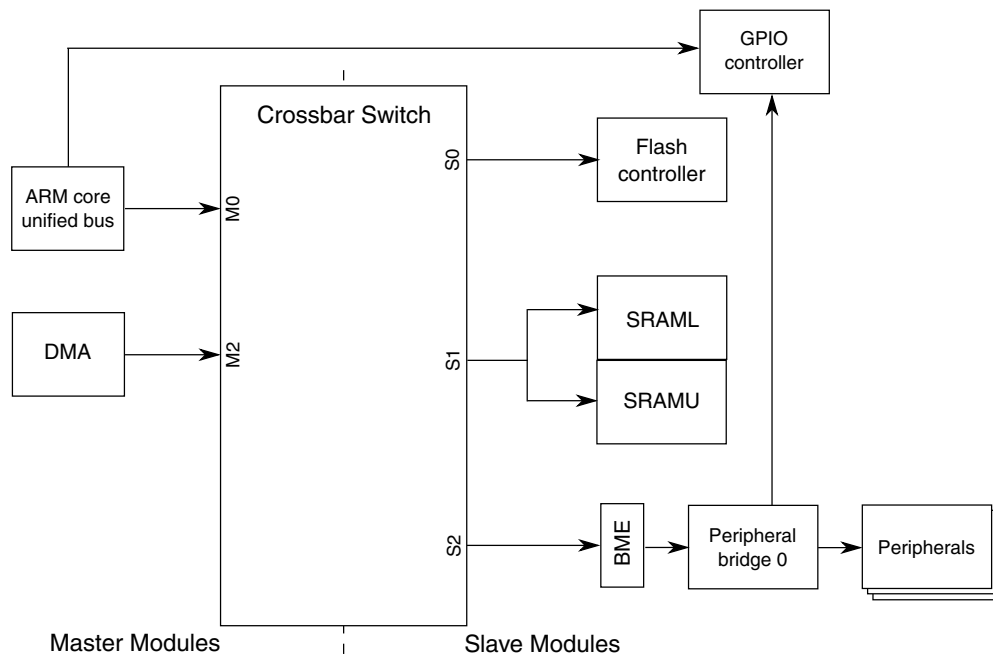 GPIO
controller
Crossbar Switch
S0
Flash
controller
ARM core
unified bus
M0
SRAML
DMA
M2
S1
SRAMU
S2
BME
Peripheral
bridge 0
Peripherals
Master Modules
Slave Modules